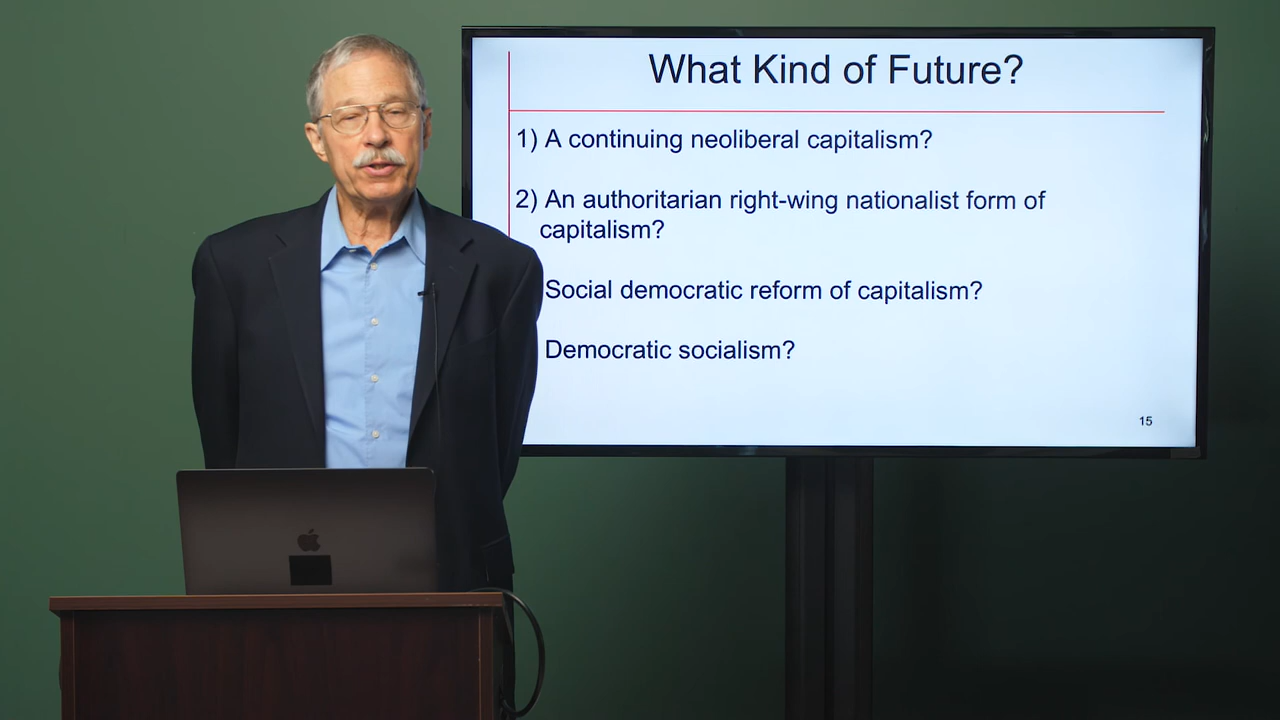 What Kind of Future?
1) A continuing neoliberal capitalism?
2) An authoritarian right-wing nationalist form of
capitalism?
Social democratic reform of capitalism?
Democratic socialism?
15